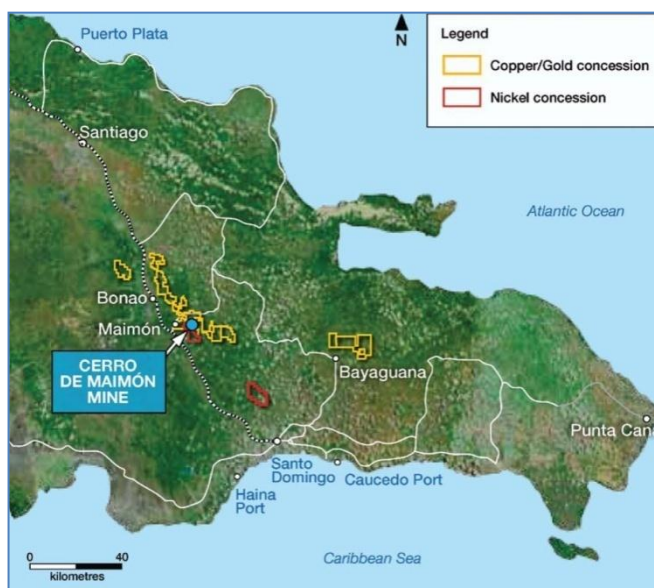 Puerto Plata
N
Legend
Copper/Gold concession
Nickel concession
Santiago
Atlantic Ocean
Bonao
Maimón
CERRO
DE MAIMÓN
MINE
Bayaguana
Punta Cana
Santo
Domingo
Caucedo Port
Haina
Port
0 40
kilometres
Caribbean Sea